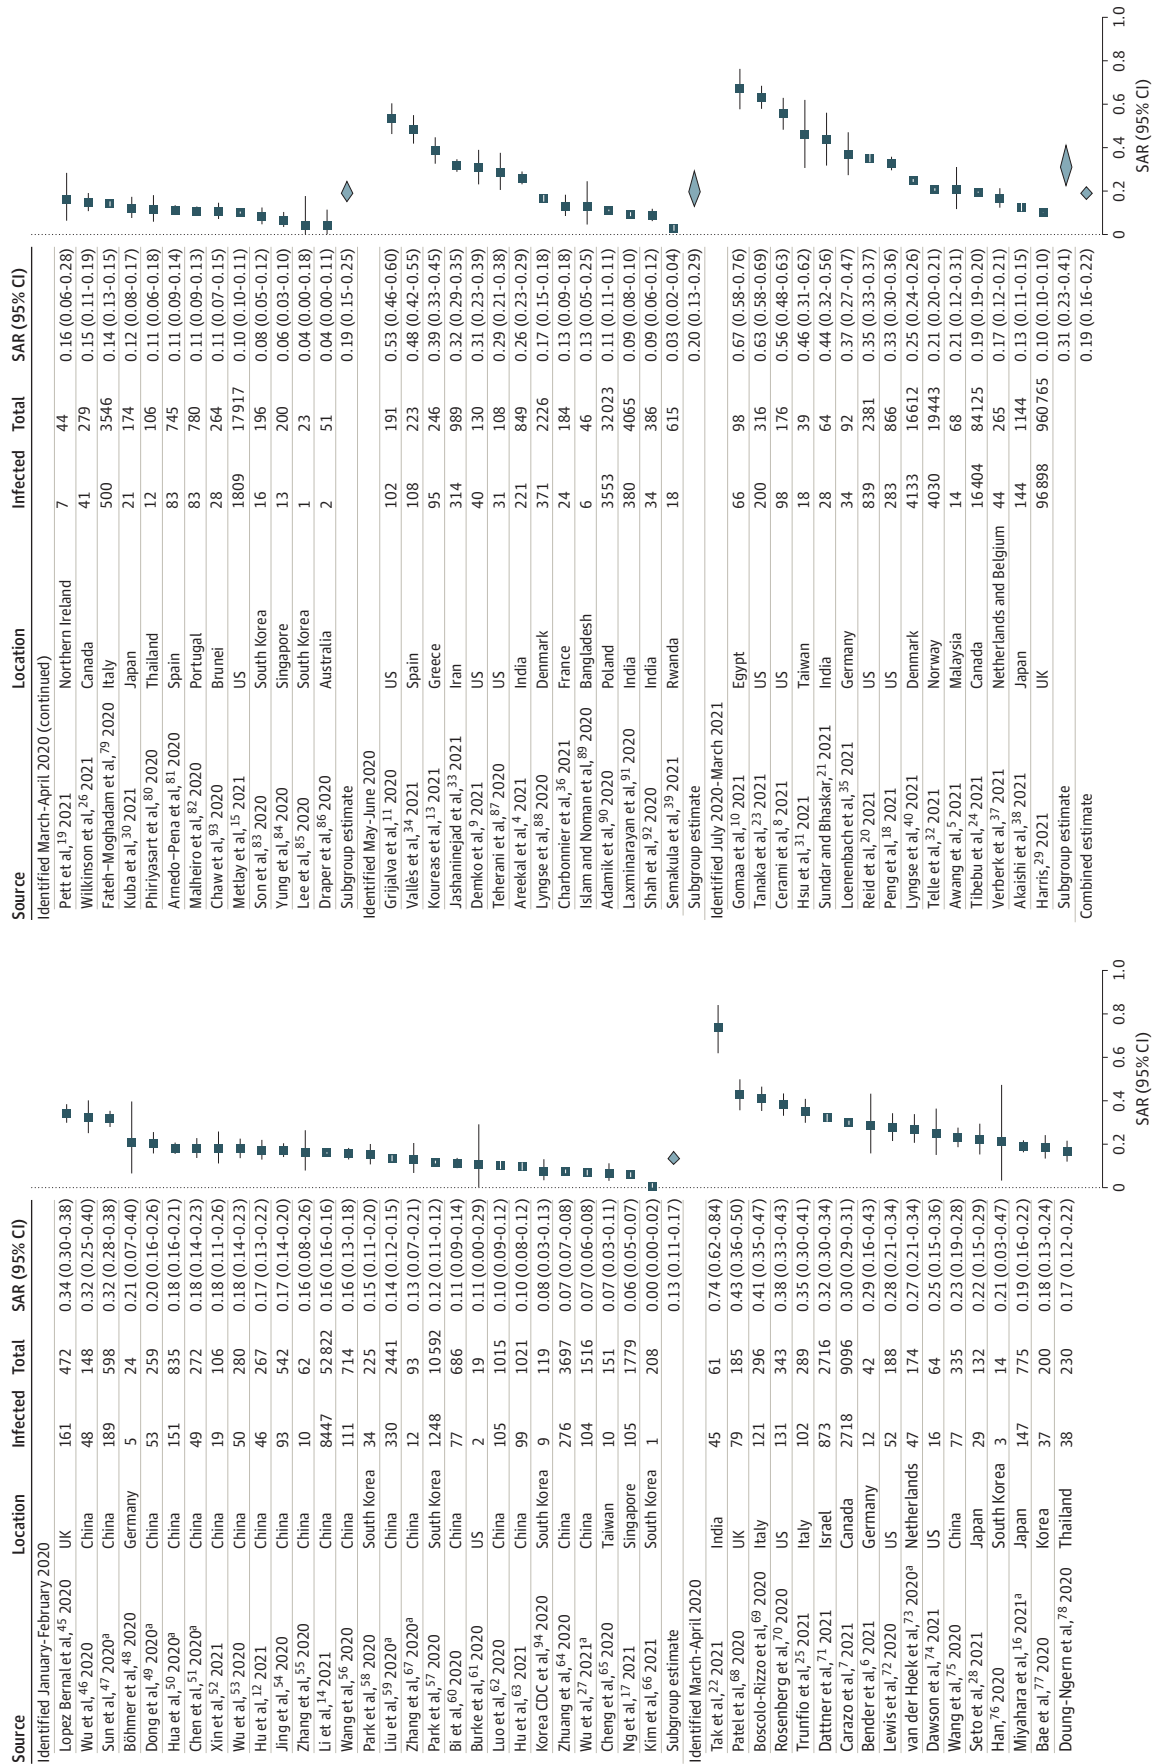 Source Location Infected Total SAR (95% CI)
Identified January-February 2020
Lopez Bernal et al,45 2020 UK 161 472 0.34 (0.30-0.38)
Wu et al,46 2020 China 48 148 0.32 (0.25-0.40)
Sun et al,47 2020a China 189 598 0.32 (0.28-0.38)
Böhmer et al,48 2020 Germany 5 24 0.21 (0.07-0.40)
Dong et al,49 2020a China 53 259 0.20 (0.16-0.26)
Hua et al,50 2020a China 151 835 0.18 (0.16-0.21)
Chen et al,51 2020a China 49 272 0.18 (0.14-0.23)
Xin et al,52 2021 China 19 106 0.18 (0.11-0.26)
Wu et al,53 2020 China 50 280 0.18 (0.14-0.23)
Hu et al,12 2021 China 46 267 0.17 (0.13-0.22)
Jing et al,54 2020 China 93 542 0.17 (0.14-0.20)
Zhang et al,55 2020 China 10 62 0.16 (0.08-0.26)
Li et al,14 2021 China 8447 52 822 0.16 (0.16-0.16)
Wang et al,56 2020 China 111 714 0.16 (0.13-0.18)
Park et al,58 2020 South Korea 34 225 0.15 (0.11-0.20)
Liu et al,59 2020a China 330 2441 0.14 (0.12-0.15)
Zhang et al,67 2020a China 12 93 0.13 (0.07-0.21)
Park et al,57 2020 South Korea 1248 10 592 0.12 (0.11-0.12)
Bi et al,60 2020 China 77 686 0.11 (0.09-0.14)
Burke et al,61 2020 US 2 19 0.11 (0.00-0.29)
Luo et al,62 2020 China 105 1015 0.10 (0.09-0.12)
Hu et al,63 2021 China 99 1021 0.10 (0.08-0.12)
Korea CDC et al,94 2020 South Korea 9 119 0.08 (0.03-0.13)
Zhuang et al,64 2020 China 276 3697 0.07 (0.07-0.08)
Wu et al,27 2021a China 104 1516 0.07 (0.06-0.08)
Cheng et al,65 2020 Taiwan 10 151 0.07 (0.03-0.11)
Ng et al,17 2021 Singapore 105 1779 0.06 (0.05-0.07)
Kim et al,66 2021 South Korea 1 208 0.00 (0.00-0.02)
Subgroup estimate 0.13 (0.11-0.17)
Identified March-April 2020
Tak et al,22 2021 India 45 61 0.74 (0.62-0.84)
Patel et al,68 2020 UK 79 185 0.43 (0.36-0.50)
Boscolo-Rizzo et al,69 2020 Italy 121 296 0.41 (0.35-0.47)
Rosenberg et al,70 2020 US 131 343 0.38 (0.33-0.43)
Trunfio et al,25 2021 Italy 102 289 0.35 (0.30-0.41)
Dattner et al,71 2021 Israel 873 2716 0.32 (0.30-0.34)
Carazo et al,7 2021 Canada 2718 9096 0.30 (0.29-0.31)
Bender et al,6 2021 Germany 12 42 0.29 (0.16-0.43)
Lewis et al,72 2020 US 52 188 0.28 (0.21-0.34)
van der Hoek et al,73 2020a Netherlands 47 174 0.27 (0.21-0.34)
Dawson et al,74 2021 US 16 64 0.25 (0.15-0.36)
Wang et al,75 2020 China 77 335 0.23 (0.19-0.28)
Seto et al,28 2021 Japan 29 132 0.22 (0.15-0.29)
Han,76 2020 South Korea 3 14 0.21 (0.03-0.47)
Miyahara et al,16 2021a Japan 147 775 0.19 (0.16-0.22)
Bae et al,77 2020 Korea 37 200 0.18 (0.13-0.24)
Doung-Ngern et al,78 2020 Thailand 38 230 0.17 (0.12-0.22)
0 0.2 0.4 0.6 0.8 1.0
SAR (95% CI)
Source Location Infected Total SAR (95% CI)
Identified March-April 2020 (continued)
Pett et al,19 2021 Northern Ireland 7 44 0.16 (0.06-0.28)
Wilkinson et al,26 2021 Canada 41 279 0.15 (0.11-0.19)
Fateh-Moghadam et al,79 2020 Italy 500 3546 0.14 (0.13-0.15)
Kuba et al,30 2021 Japan 21 174 0.12 (0.08-0.17)
Phiriyasart et al,80 2020 Thailand 12 106 0.11 (0.06-0.18)
Arnedo-Pena et al,81 2020 Spain 83 745 0.11 (0.09-0.14)
Malheiro et al,82 2020 Portugal 83 780 0.11 (0.09-0.13)
Chaw et al,93 2020 Brunei 28 264 0.11 (0.07-0.15)
Metlay et al,15 2021 US 1809 17 917 0.10 (0.10-0.11)
Son et al,83 2020 South Korea 16 196 0.08 (0.05-0.12)
Yung et al,84 2020 Singapore 13 200 0.06 (0.03-0.10)
Lee et al,85 2020 South Korea 1 23 0.04 (0.00-0.18)
Draper et al,86 2020 Australia 2 51 0.04 (0.00-0.11)
Subgroup estimate 0.19 (0.15-0.25)
Identified May-June 2020
Grijalva et al,11 2020 US 102 191 0.53 (0.46-0.60)
Vallès et al,34 2021 Spain 108 223 0.48 (0.42-0.55)
Koureas et al,13 2021 Greece 95 246 0.39 (0.33-0.45)
Jashaninejad et al,33 2021 Iran 314 989 0.32 (0.29-0.35)
Demko et al,9 2021 US 40 130 0.31 (0.23-0.39)
Teherani et al,87 2020 US 31 108 0.29 (0.21-0.38)
Areekal et al,4 2021 India 221 849 0.26 (0.23-0.29)
Lyngse et al,88 2020 Denmark 371 2226 0.17 (0.15-0.18)
Charbonnier et al,36 2021 France 24 184 0.13 (0.09-0.18)
Islam and Noman et al,89 2020 Bangladesh 6 46 0.13 (0.05-0.25)
Adamik et al,90 2020 Poland 3553 32 023 0.11 (0.11-0.11)
Laxminarayan et al,91 2020 India 380 4065 0.09 (0.08-0.10)
Shah et al,92 2020 India 34 386 0.09 (0.06-0.12)
Semakula et al,39 2021 Rwanda 18 615 0.03 (0.02-0.04)
Subgroup estimate 0.20 (0.13-0.29)
Identified July 2020-March 2021
Gomaa et al,10 2021 Egypt 66 98 0.67 (0.58-0.76)
Tanaka et al,23 2021 US 200 316 0.63 (0.58-0.69)
Cerami et al,8 2021 US 98 176 0.56 (0.48-0.63)
Hsu et al,31 2021 Taiwan 18 39 0.46 (0.31-0.62)
Sundar and Bhaskar,21 2021 India 28 64 0.44 (0.32-0.56)
Loenenbach et al,35 2021 Germany 34 92 0.37 (0.27-0.47)
Reid et al,20 2021 US 839 2381 0.35 (0.33-0.37)
Peng et al,18 2021 US 283 866 0.33 (0.30-0.36)
Lyngse et al,40 2021 Denmark 4133 16 612 0.25 (0.24-0.26)
Telle et al,32 2021 Norway 4030 19 443 0.21 (0.20-0.21)
Awang et al,5 2021 Malaysia 14 68 0.21 (0.12-0.31)
Tibebu et al,24 2021 Canada 16 404 84 125 0.19 (0.19-0.20)
Verberk et al,37 2021 Netherlands and Belgium 44 265 0.17 (0.12-0.21)
Akaishi et al,38 2021 Japan 144 1144 0.13 (0.11-0.15)
Harris,29 2021 UK 96 898 960 765 0.10 (0.10-0.10)
Subgroup estimate 0.31 (0.23-0.41)
Combined estimate 0.19 (0.16-0.22)
0 0.2 0.4 0.6 0.8 1.0
SAR (95% CI)